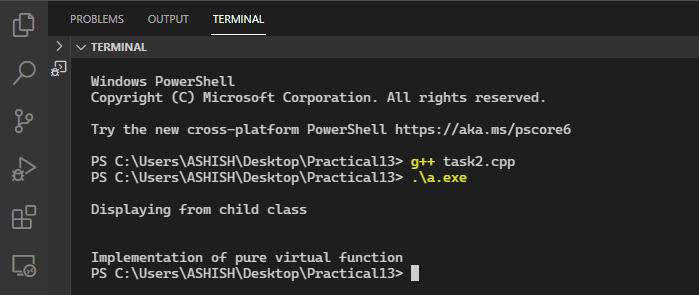 PROBLEMS OUTPUT TERMINAL
TERMINAL
Windows PowerShell
Copyright (C) Microsoft Corporation. All rights reserved.
Try the new cross-platform PowerShell https://aka.ms/pscore6
PS C:\Users\ASHISH\Desktop\Practical13> g++ task2.cpp
PS C:\Users\ASHISH\Desktop\Practical13> .\a.exe
Displaying from child class
Implementation of pure virtual function
PS C:\Users\ASHISH\Desktop\Practical13>